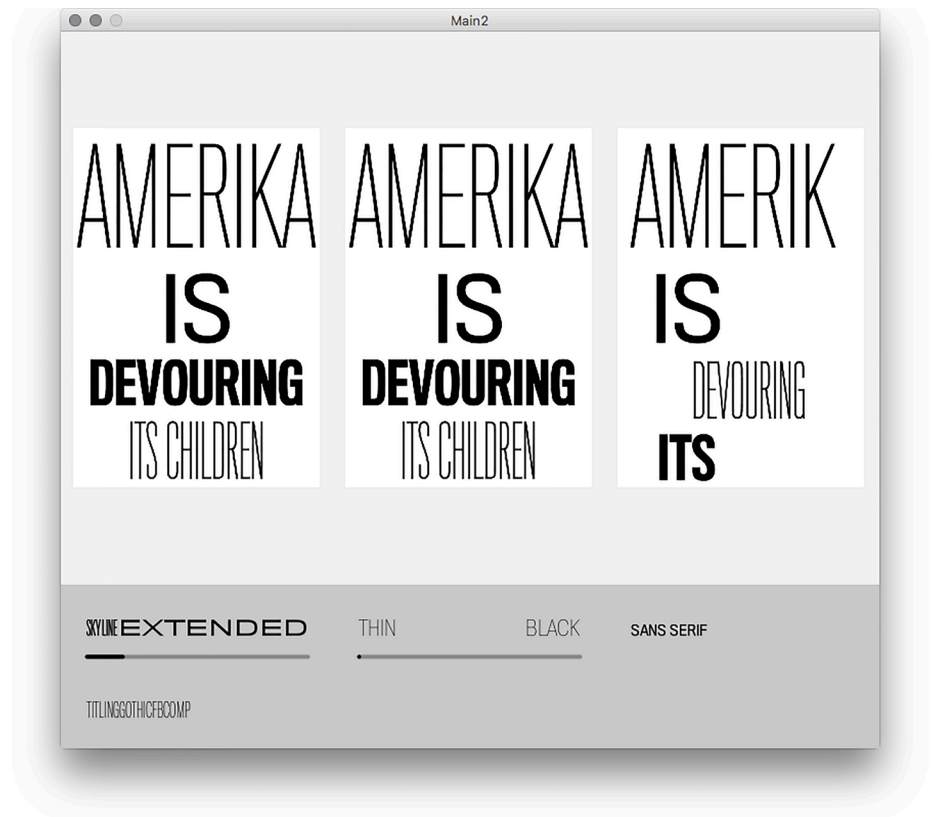 Main2
AMERIKA
IS
DEVOURING
ITS CHILDREN
AMERIKA
IS
DEVOURING
ITS CHILDREN
AMERIK
IS
DEVOURING
ITS
SKYLINE EXTENDED
THIN BLACK
SANS SERIF
TITLINGGOTHICFBCOMP